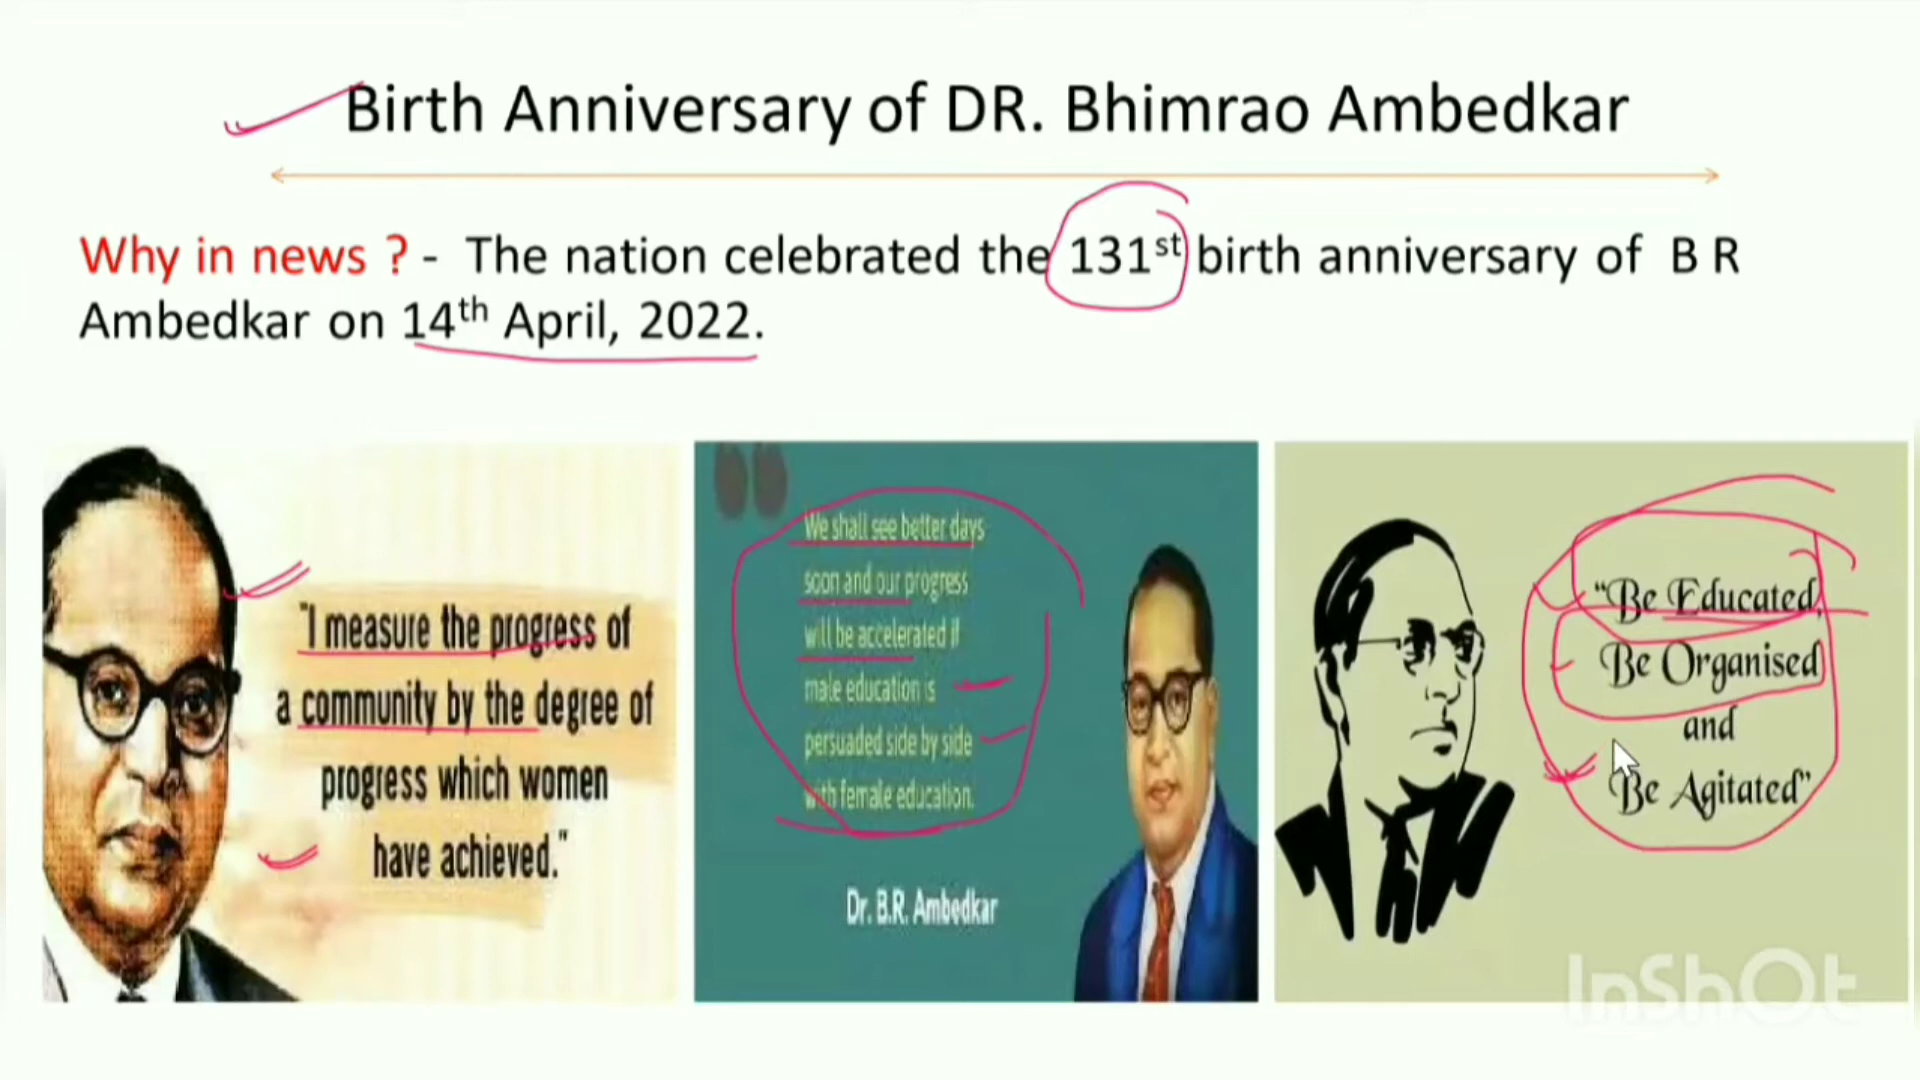 Birth Anniversary of DR. Bhimrao Ambedkar
Why in news ? - The nation celebrated the 131st birth anniversary of B R
Ambedkar on 14th April, 2022.
"I measure the progress of
a community by the degree of
progress which women
have achieved."
We shall see better days
soon and our progress
will be accelerated if
male education is
persuaded side by side
with female education.
Dr. B.R. Ambedkar
"Be Educated,
Be Organised
and
Be Agitated"
InShOt